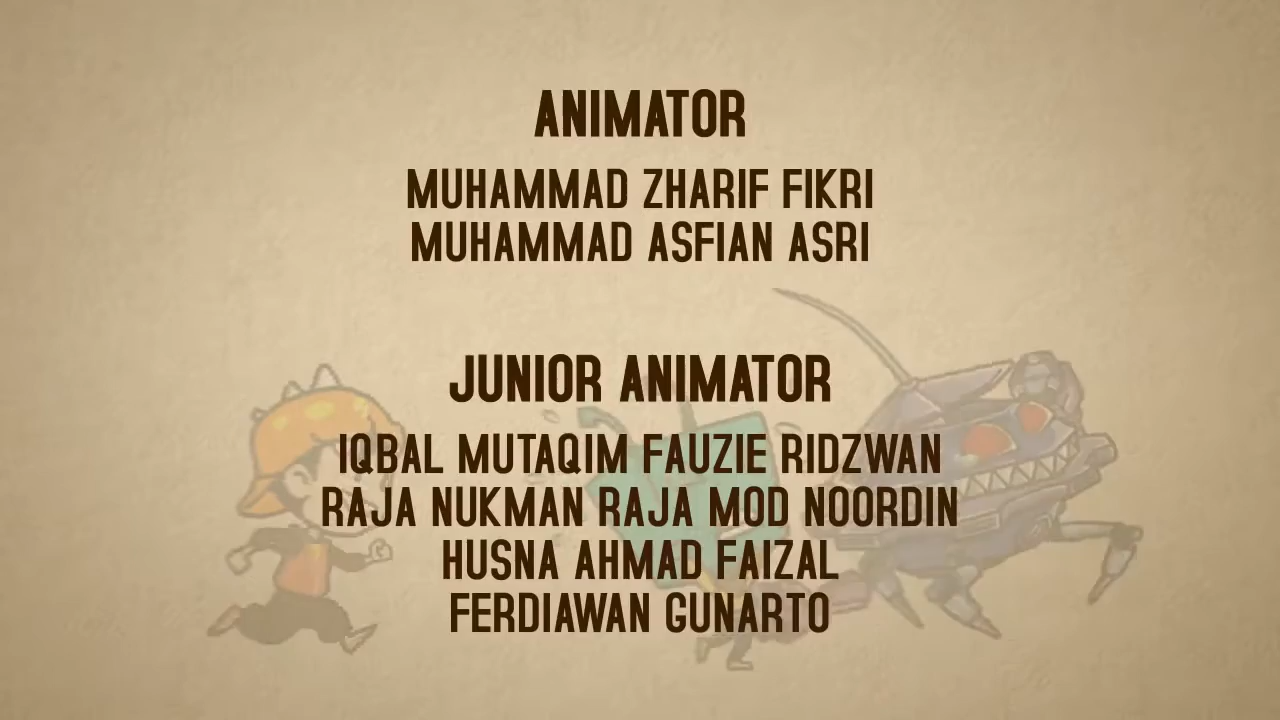 ANIMATOR
MUHAMMAD ZHARIF FIKRI
MUHAMMAD ASFIAN ASRI
JUNIOR ANIMATOR
IQBAL MUTAQIM FAUZIE RIDZWAN
RAJA NUKMAN RAJA MOD NOORDIN
HUSNA AHMAD FAIZAL
FERDIAWAN GUNARTO